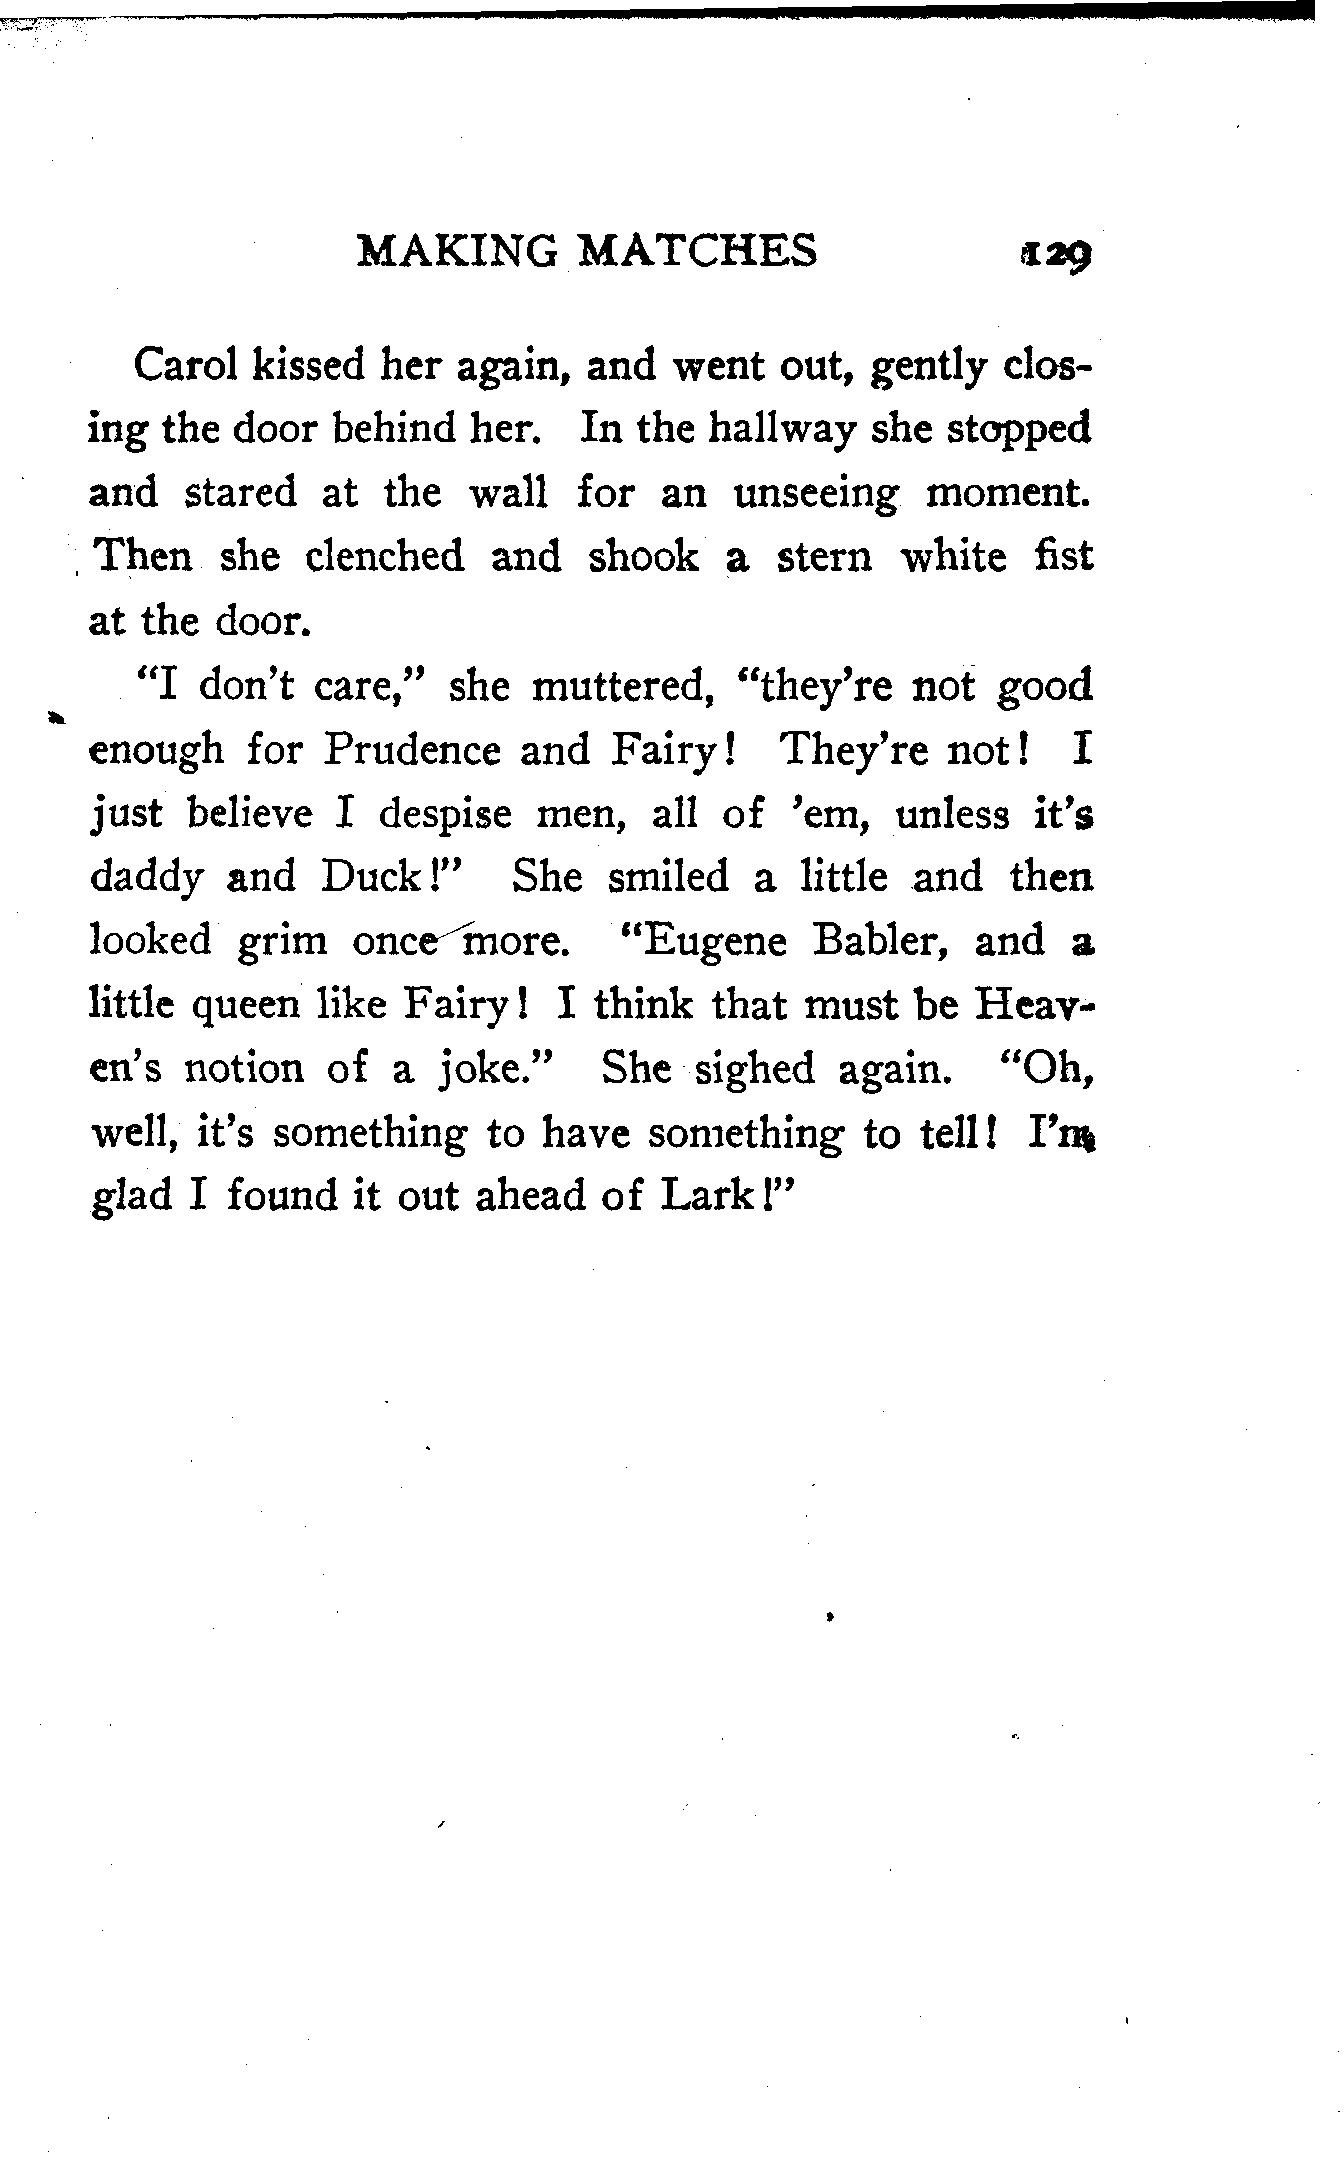 MAKING MATCHES 129
Carol kissed her again, and went out, gently clos-
ing the door behind her. In the hallway she stopped
and stared at the wall for an unseeing moment.
Then she clenched and shook a stern white fist
at the door.
"I don't care," she muttered, "they're not good
enough for Prudence and Fairy! They're not! I
just believe I despise men, all of 'em, unless it's
daddy and Duck!" She smiled a little and then
looked grim once more. "Eugene Babler, and a
little queen like Fairy! I think that must be Heav-
en's notion of a joke." She sighed again. "Oh,
well, it's something to have something to tell! I'm
glad I found it out ahead of Lark!"